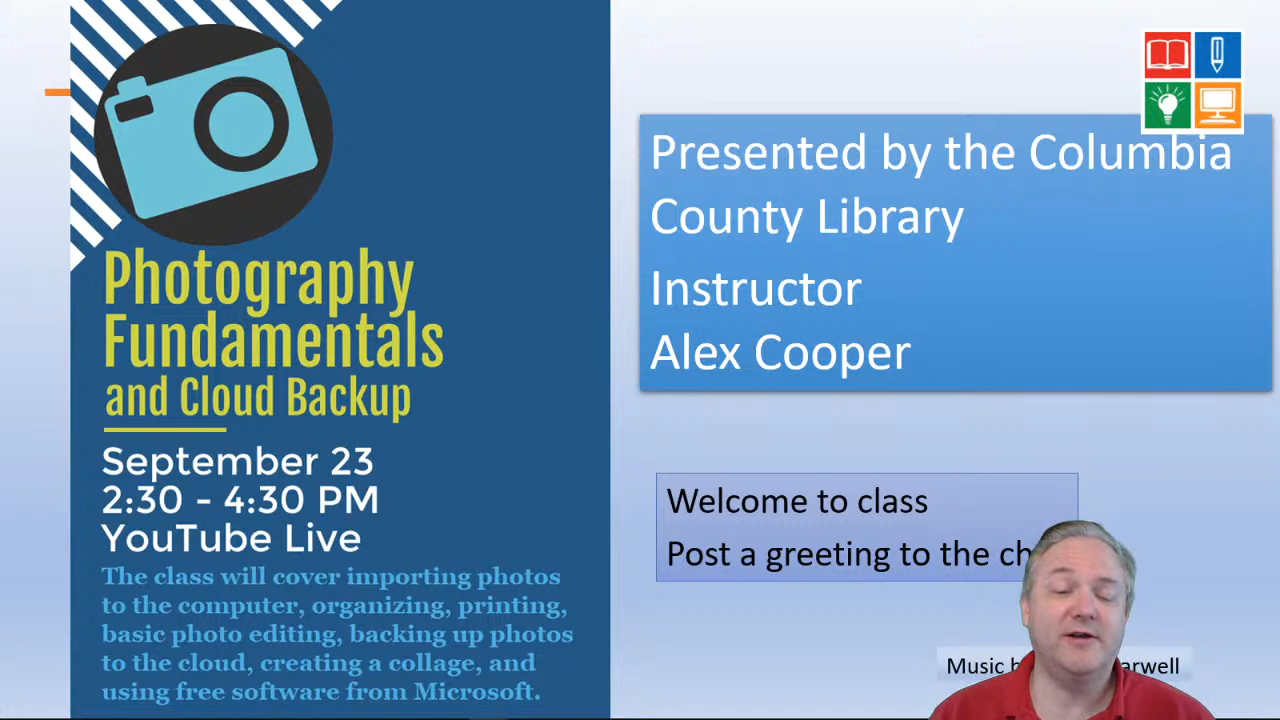 Photography
Fundamentals
and Cloud Backup
September 23
2:30 - 4:30 PM
YouTube Live
The class will cover importing photos
to the computer, organizing, printing,
basic photo editing, backing up photos
to the cloud, creating a collage, and
using free software from Microsoft.
Presented by the Columbia
County Library
Instructor
Alex Cooper
Welcome to class
Post a greeting to the
Music